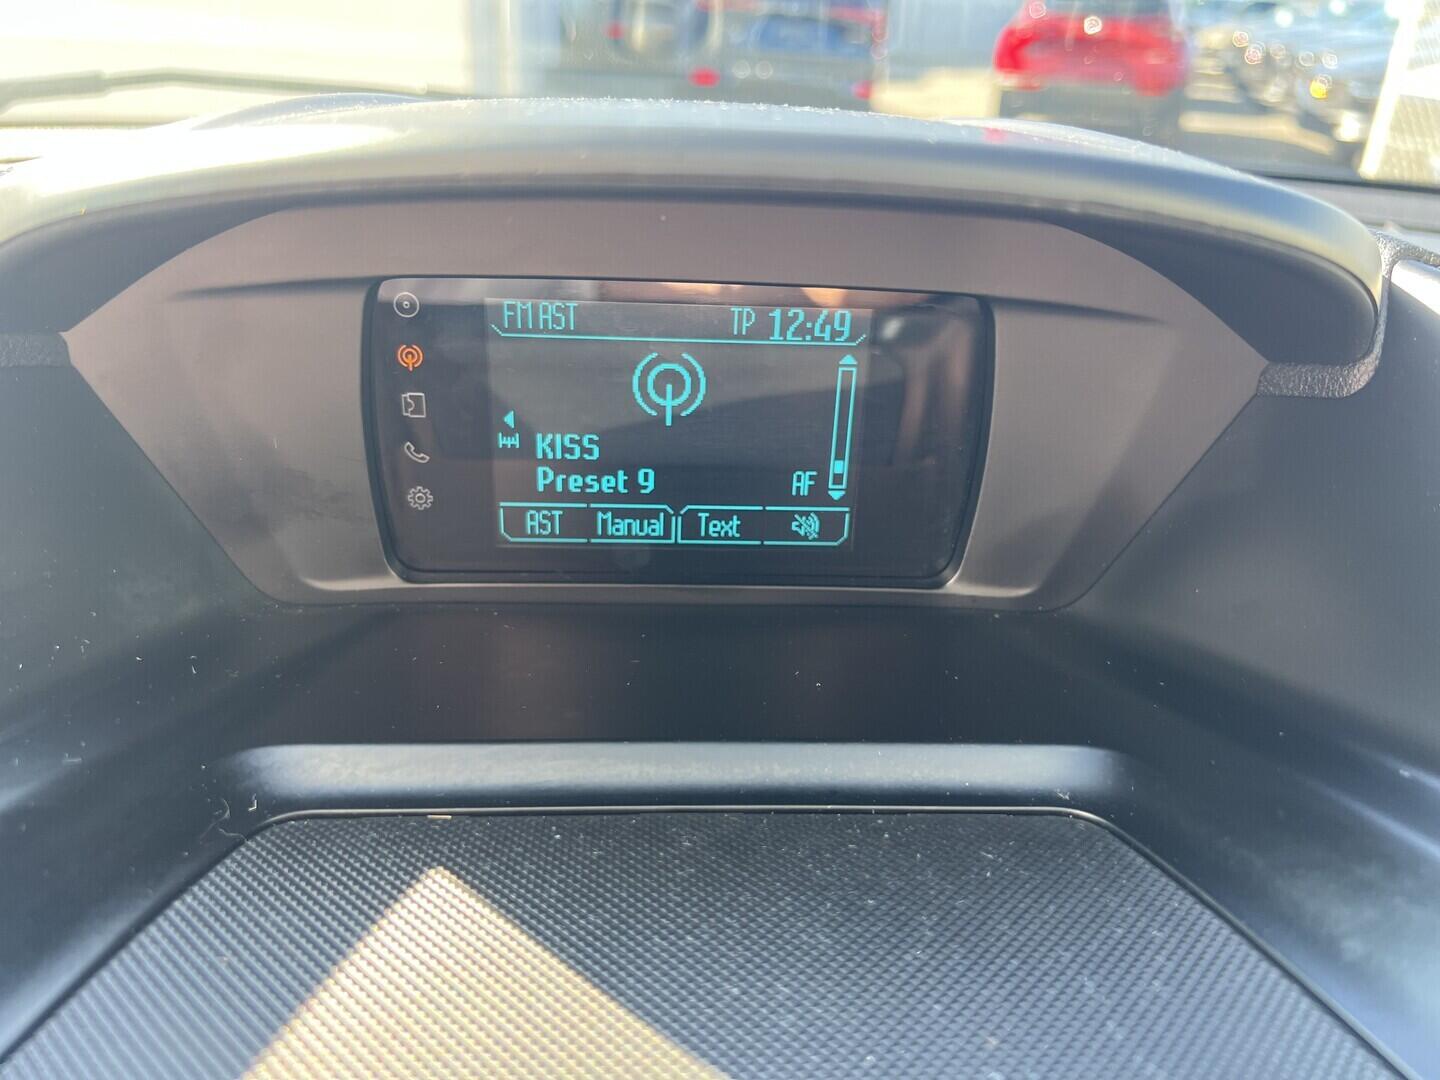 FM AST TP 12:49
KISS
Preset 9 AF
AST Manual Text